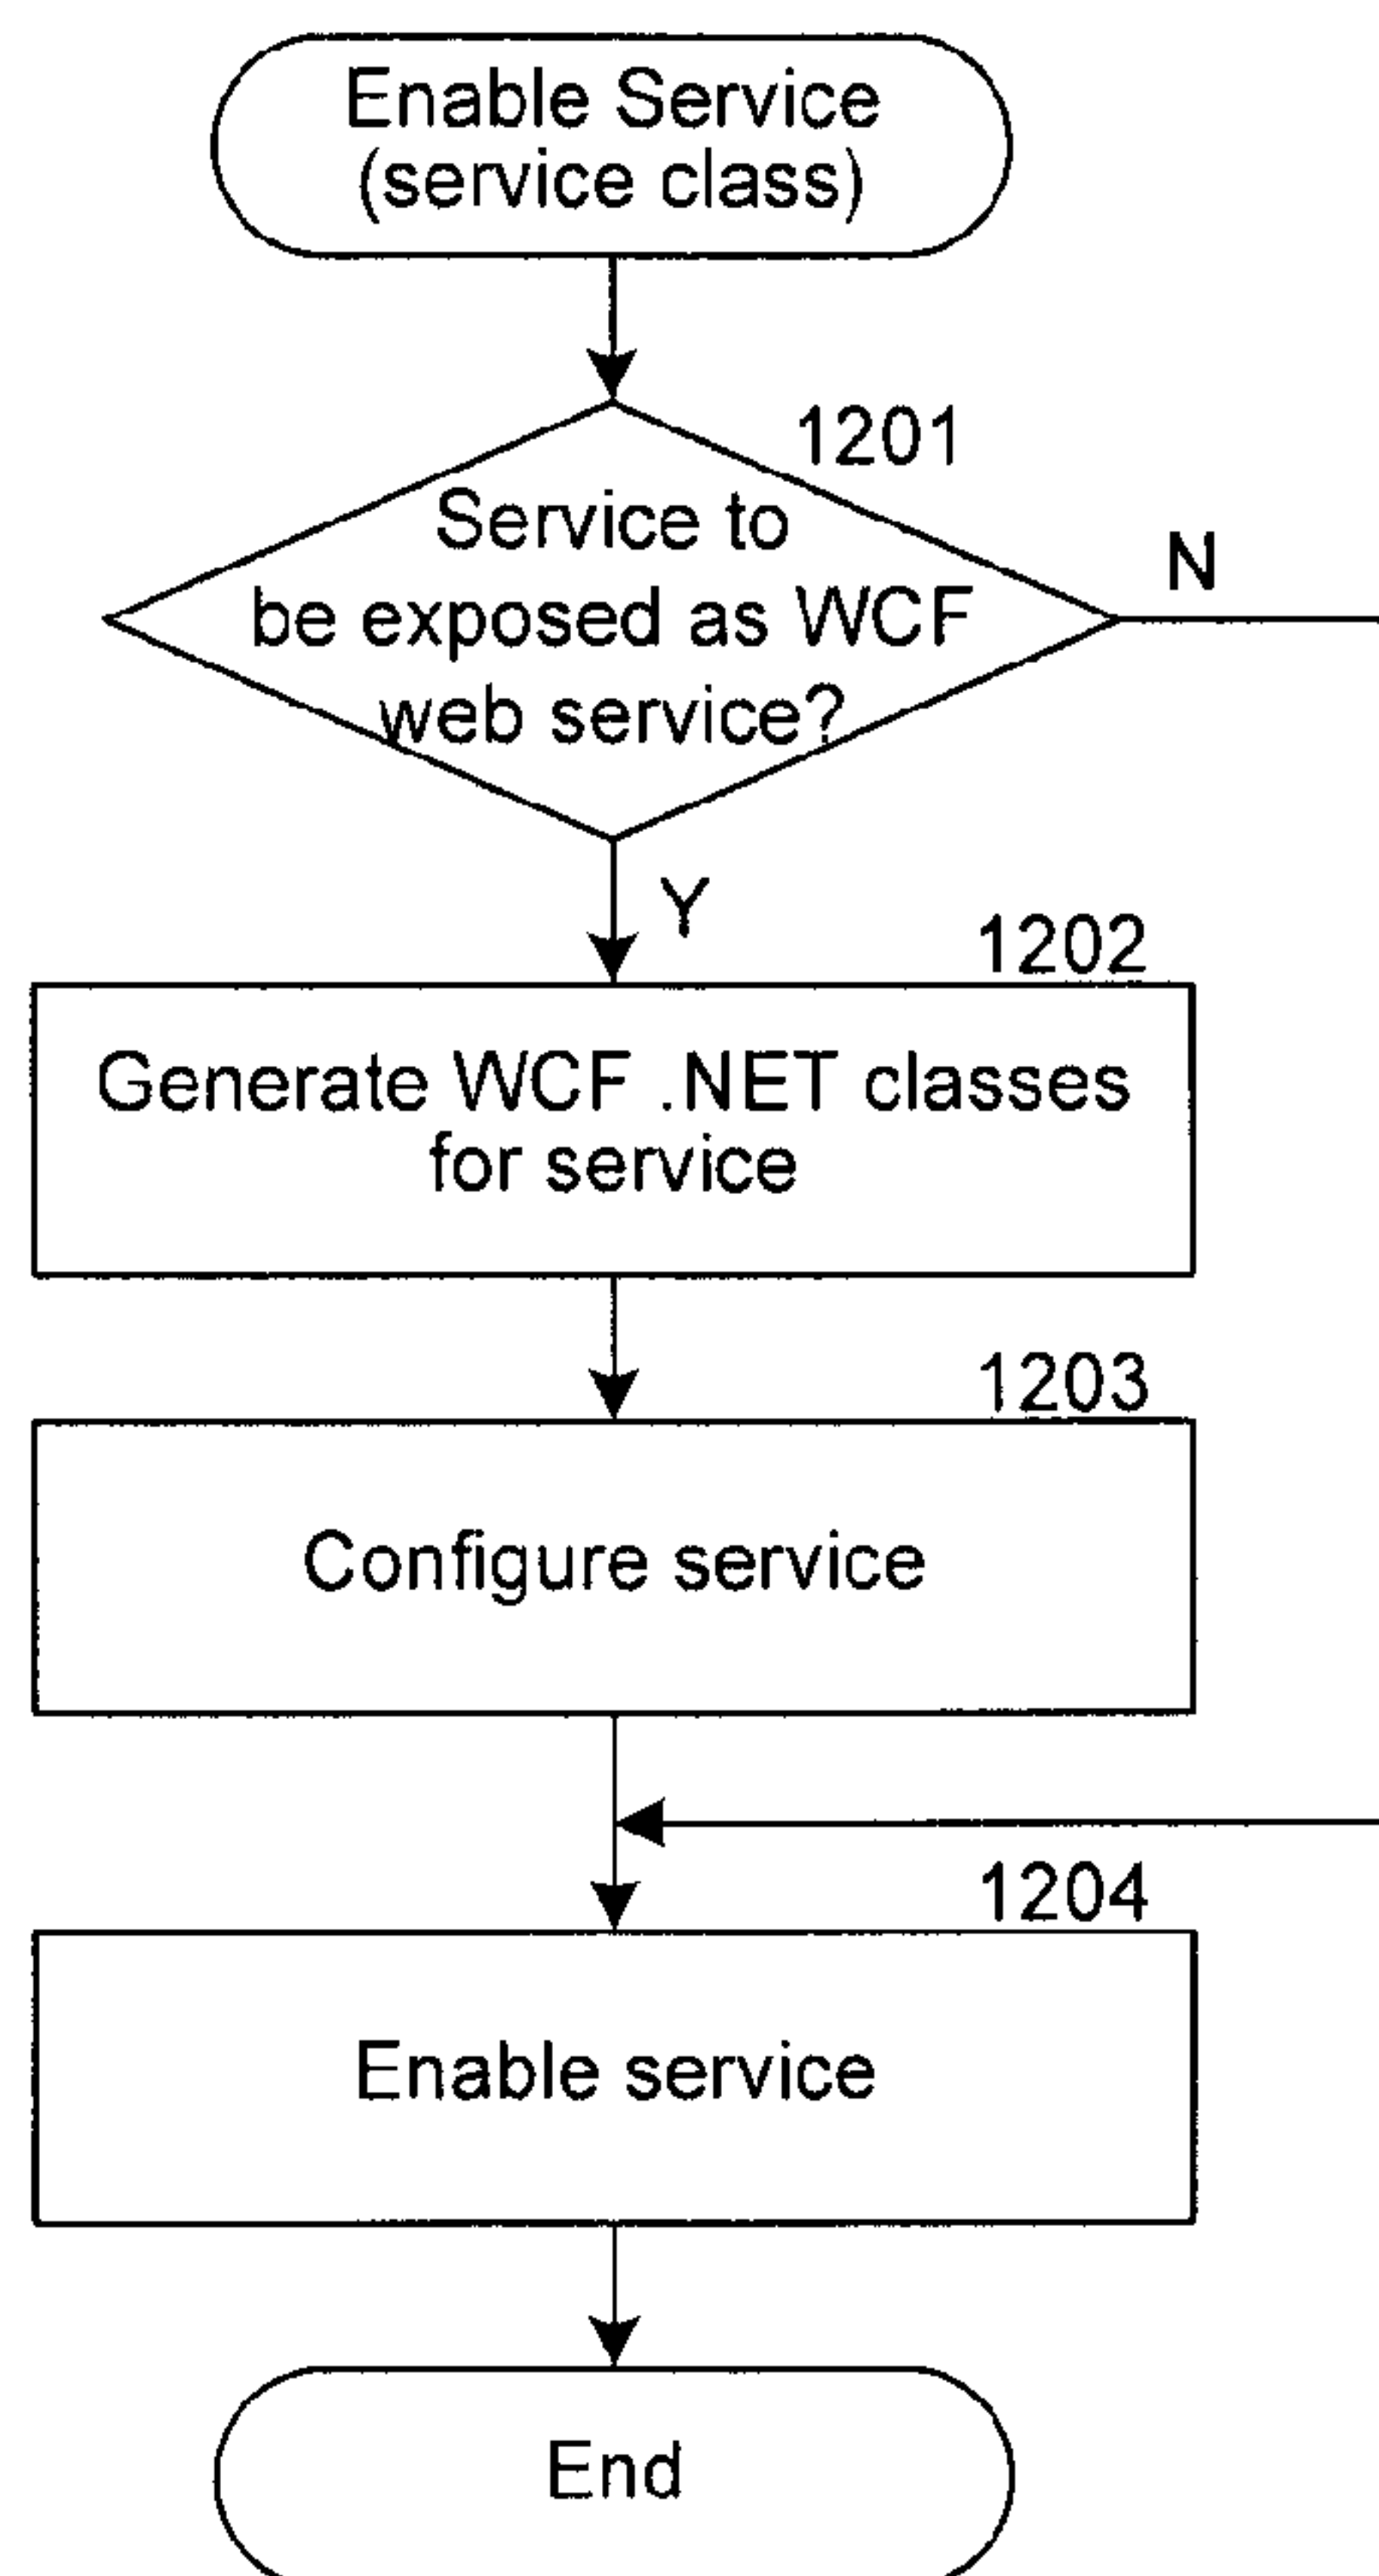 Enable Service
(service class)
1201
Service to
be exposed as WCF
web service?
N
Y
1202
Generate WCF .NET classes
for service
1203
Configure service
1204
Enable service
End